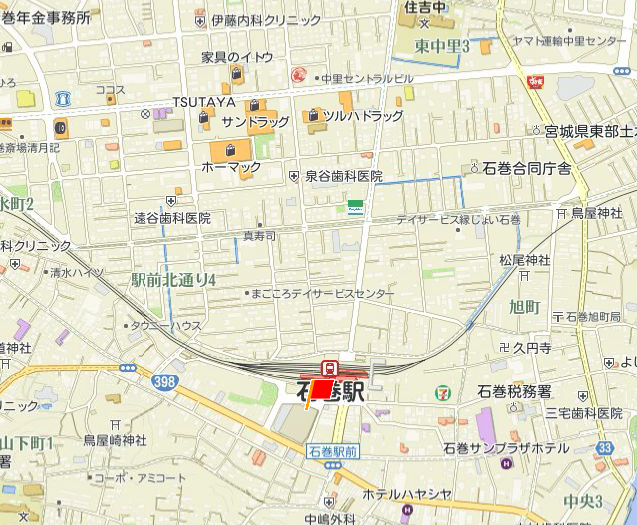 巻年金事務所
伊藤内科クリニック
住吉中
東中里3
ヤマト運輸中里センター
家具のイトウ
中里セントラルビル
ひろ
ココス
TSUTAYA
サンドラッグ
ツルハドラッグ
宮城県東部土木
巻斎場清月記
ホーマック
泉谷歯科医院
石巻合同庁舎
水町2
遠谷歯科医院
真寿司
デイサービス縁じょい石巻
鳥屋神社
科クリニック
清水ハイツ
駅前北通り4
まごころデイサービスセンター
松尾神社
旭町
タウニーハウス
石巻旭町局
道神社
久円寺
398
石巻駅
石巻税務署
よし
ニック
三宅歯科医院
鳥屋崎神社
山下町1
署
石巻駅前
石巻サンプラザホテル
33
コーポ・アミコート
ホテルハヤシヤ
中央3
中嶋外科